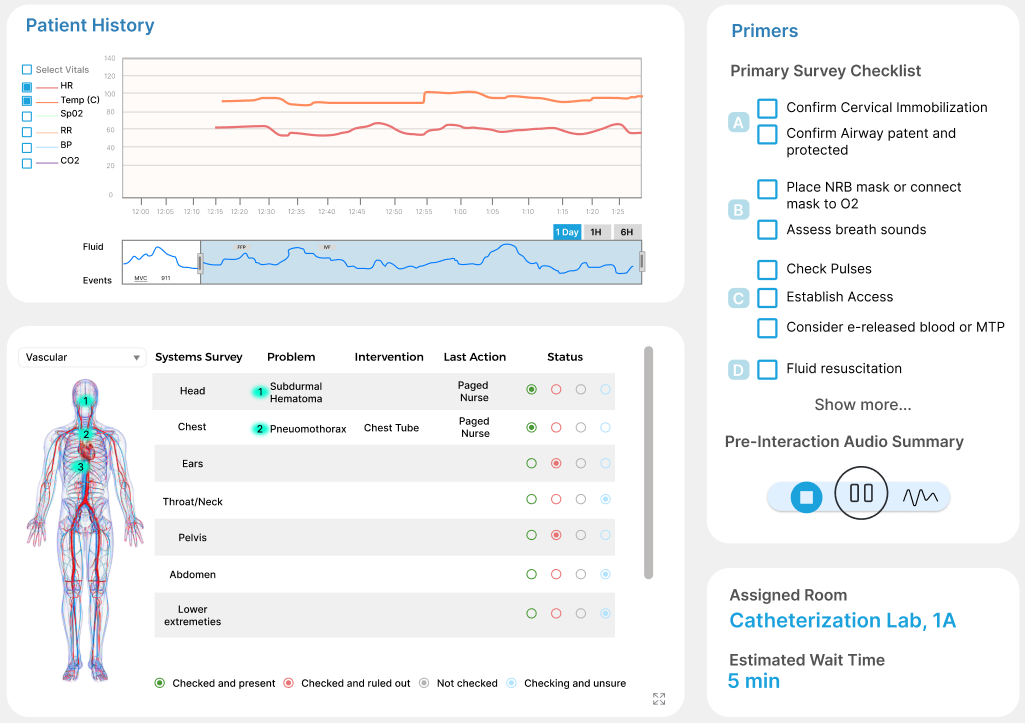 Patient History
Select Vitals
HR
Temp (C)
Sp02
RR
BP
CO2
140
120
100
80
60
40
20
0
12:00 12:05 12:10 12:15 12:20 12:30 12:35 12:40 12:45 12:50 12:55 1:00 1:05 1:10 1:15 1:20 1:25
1 Day 1H 6H
Fluid
FFP IVF
Events
MVC 911
Vascular
Systems Survey Problem Intervention Last Action Status
Head
1 Subdurmal
Hematoma
Paged
Nurse
Chest
2 Pneuomothorax
Chest Tube
Paged
Nurse
Ears
Throat/Neck
Pelvis
Abdomen
Lower
extremeties
1
2
3
Checked and present Checked and ruled out Not checked Checking and unsure
Primers
Primary Survey Checklist
A
Confirm Cervical Immobilization
Confirm Airway patent and
protected
B
Place NRB mask or connect
mask to O2
Assess breath sounds
C
Check Pulses
Establish Access
Consider e-released blood or MTP
D
Fluid resuscitation
Show more...
Pre-Interaction Audio Summary
Assigned Room
Catheterization Lab, 1A
Estimated Wait Time
5 min